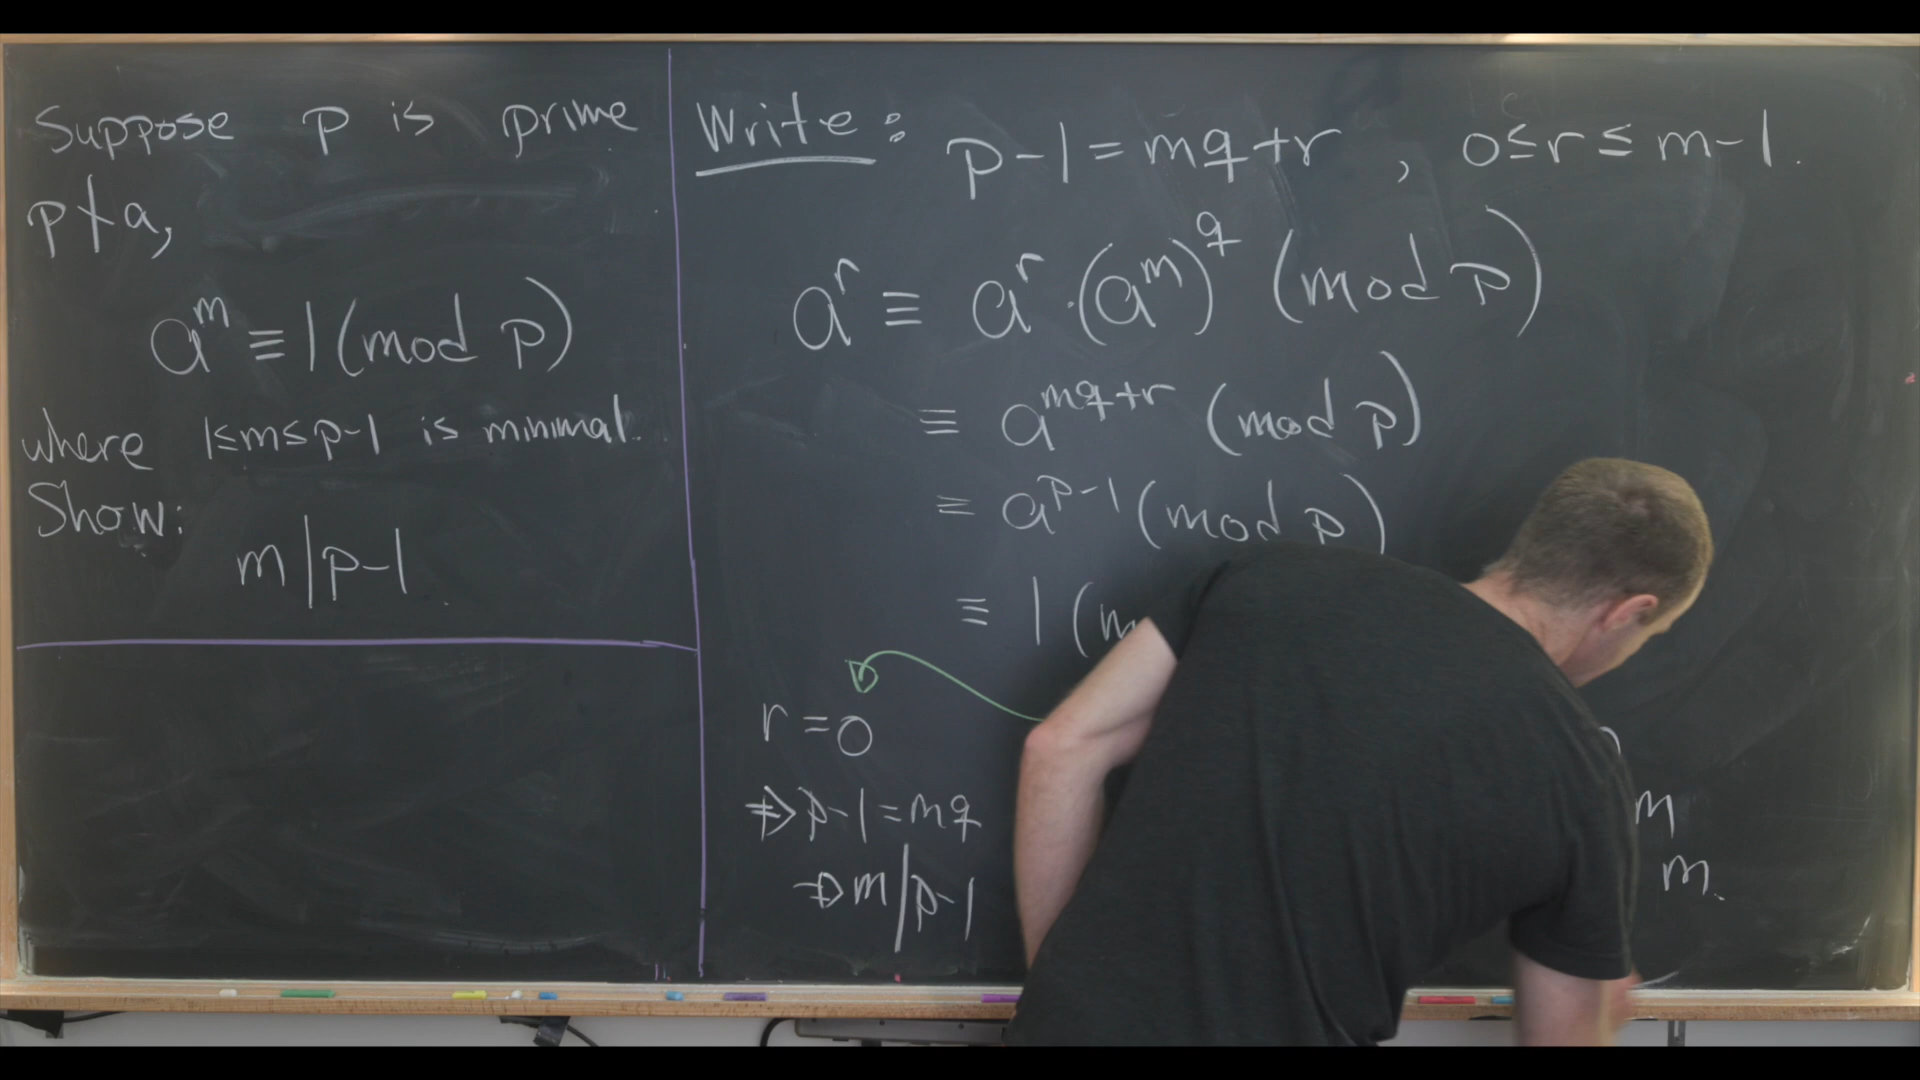 Suppose p is prime
p∤a,
a^m ≡ 1 (mod p)
where 1≤m≤p-1 is minimal.
Show:
m|p-1
Write: p-1=mq+r , 0≤r≤m-1.
a^r ≡ a^r·(a^m)^q (mod p)
≡ a^{mq+r} (mod p)
≡ a^{p-1} (mod p)
≡ 1 (m
r=0
⇒ p-1=mq
m
⇒ m|p-1
m.